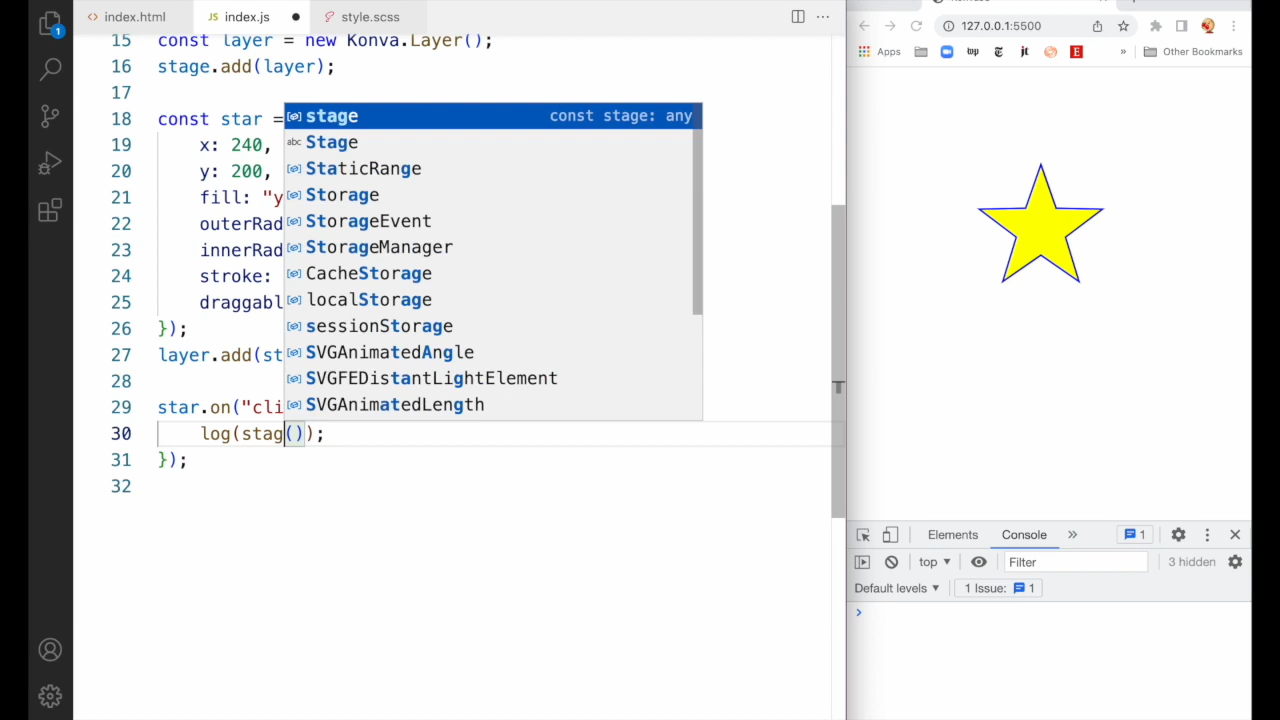 index.html
index.js
style.scss
15 const layer = new Konva.Layer();
16 stage.add(layer);
17
18 const star =
19 x: 240,
20 y: 200,
21 fill: "y
22 outerRad
23 innerRad
24 stroke:
25 draggabl
26 });
27 layer.add(st
28
29 star.on("cli
30 log(stag());
31 });
32
stage const stage: any
abc Stage
StaticRange
Storage
StorageEvent
StorageManager
CacheStorage
localStorage
sessionStorage
SVGAnimatedAngle
SVGFEDistantLightElement
SVGAnimatedLength
1
127.0.0.1:5500
Apps
wp
jt
E
» Other Bookmarks
Elements Console » 1
top Filter 3 hidden
Default levels 1 Issue: 1
>